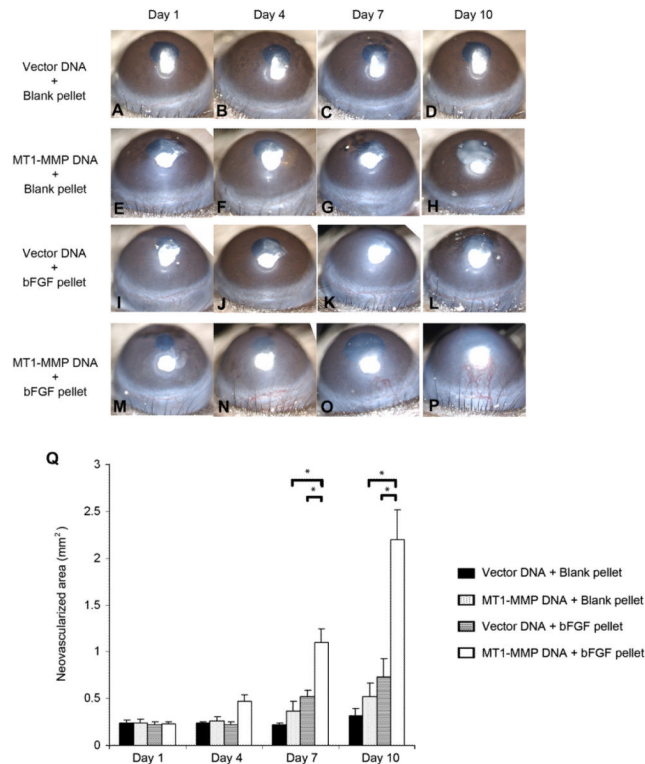 Day 1 Day 4 Day 7 Day 10
Vector DNA
+
Blank pellet
A B C D
MT1-MMP DNA
+
Blank pellet
E F G H
Vector DNA
+
bFGF pellet
I J K L
MT1-MMP DNA
+
bFGF pellet
M N O P
Q
Neovascularized area (mm²)
3
2.5
2
1.5
1
0.5
0
* *
* *
Day 1 Day 4 Day 7 Day 10
Vector DNA + Blank pellet
MT1-MMP DNA + Blank pellet
Vector DNA + bFGF pellet
MT1-MMP DNA + bFGF pellet